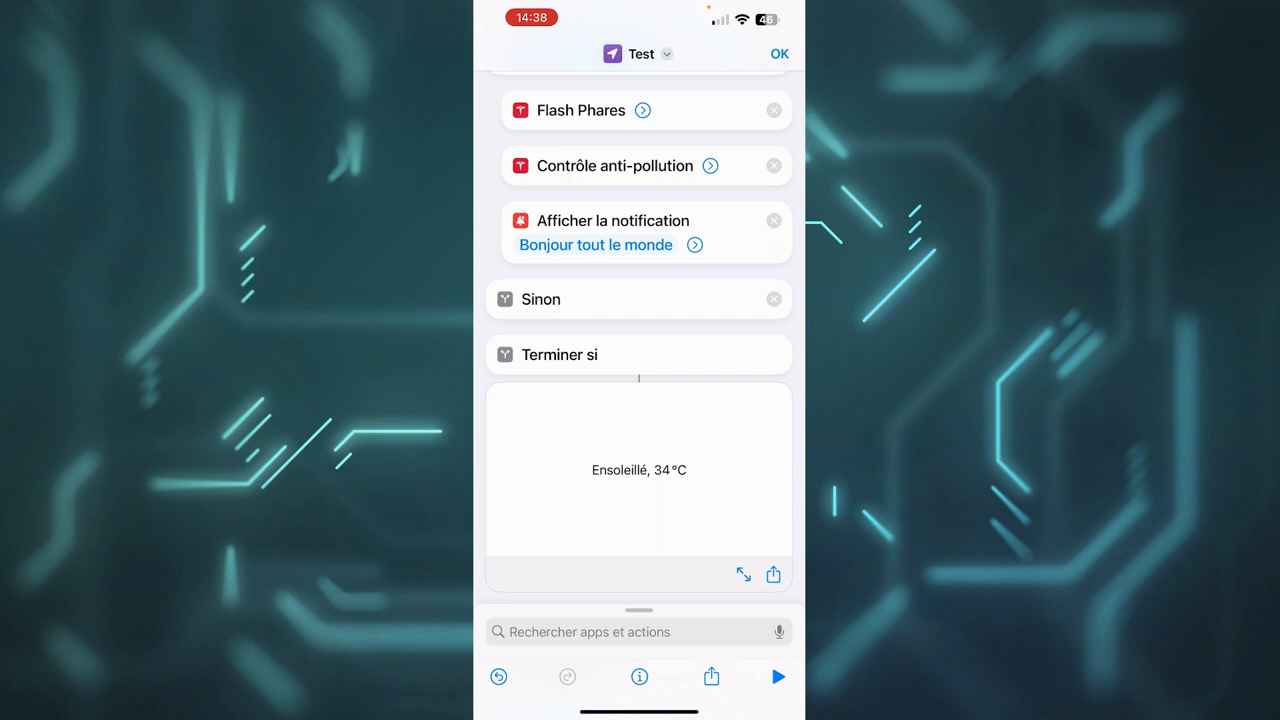 14:38
46
Test
OK
Flash Phares
Contrôle anti-pollution
Afficher la notification
Bonjour tout le monde
Sinon
Terminer si
Ensoleillé, 34 °C
Rechercher apps et actions